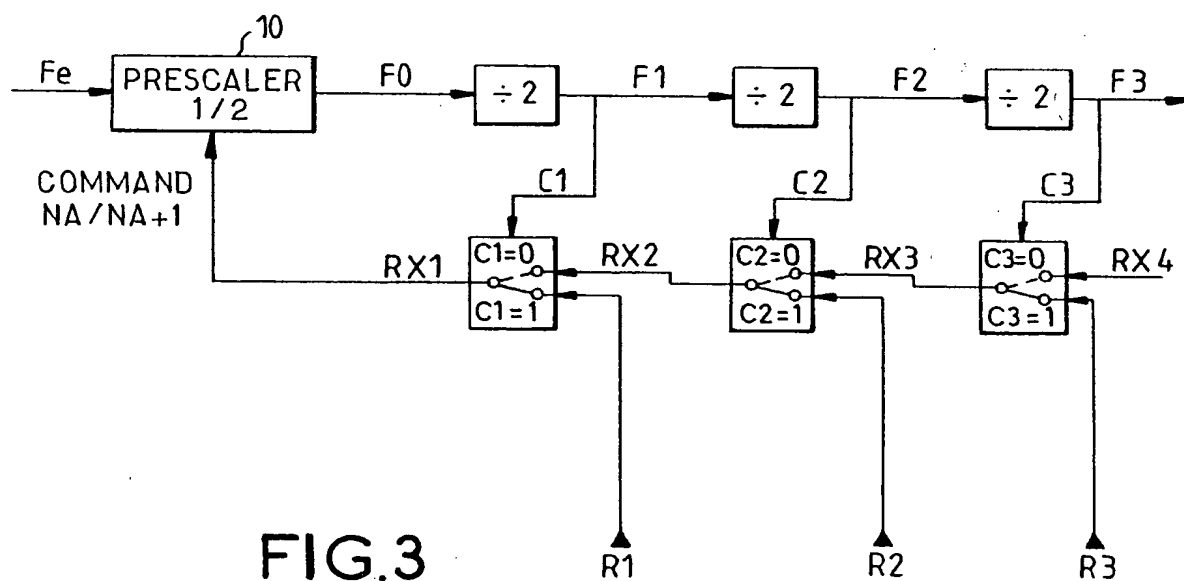 10
Fe
PRESCALER
1/2
F0
÷ 2
F1
÷ 2
F2
÷ 2
F3
COMMAND
NA/NA+1
C1
C2
C3
RX1
C1=0
C1=1
RX2
C2=0
C2=1
RX3
C3=0
C3=1
RX4
FIG.3
R1
R2
R3